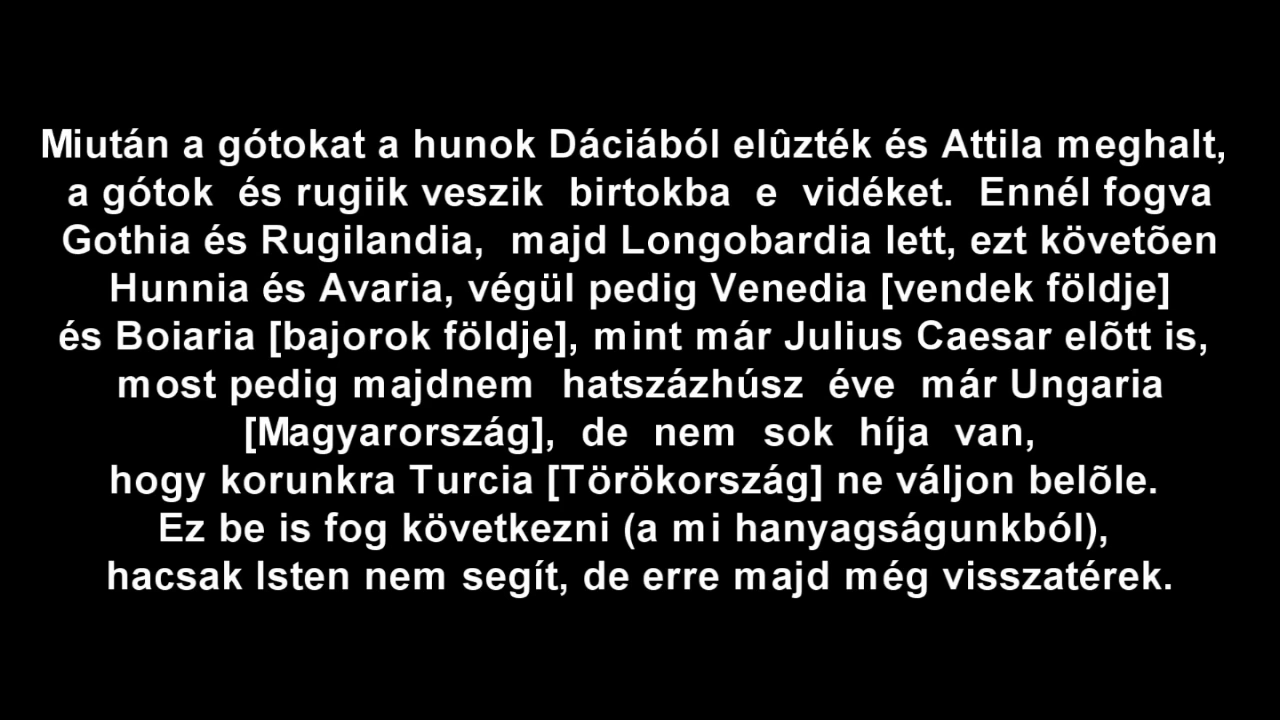 Miután a gótokat a hunok Dáciából elûzték és Attila meghalt,
a gótok és rugiik veszik birtokba e vidéket. Ennél fogva
Gothia és Rugilandia, majd Longobardia lett, ezt követõen
Hunnia és Avaria, végül pedig Venedia [vendek földje]
és Boiaria [bajorok földje], mint már Julius Caesar elõtt is,
most pedig majdnem hatszázhúsz éve már Ungaria
[Magyarország], de nem sok híja van,
hogy korunkra Turcia [Törökország] ne váljon belõle.
Ez be is fog következni (a mi hanyagságunkból),
hacsak Isten nem segít, de erre majd még visszatérek.